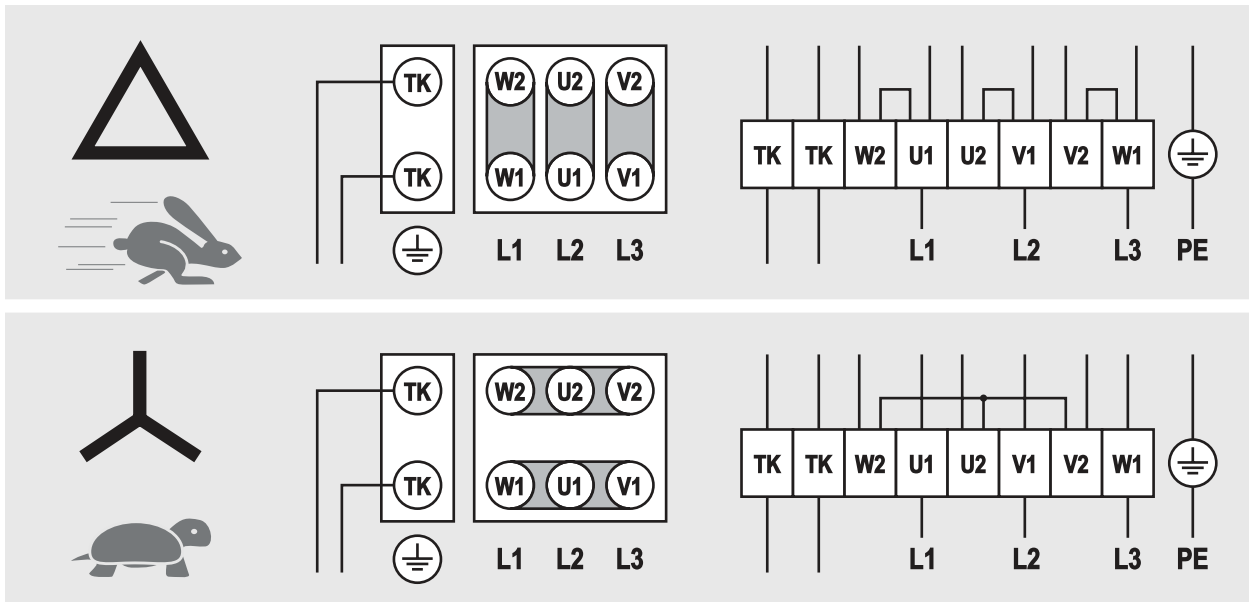 TK W2 U2 V2
TK W1 U1 V1
L1 L2 L3
TK TK W2 U1 U2 V1 V2 W1
L1 L2 L3 PE
TK W2 U2 V2
TK W1 U1 V1
L1 L2 L3
TK TK W2 U1 U2 V1 V2 W1
L1 L2 L3 PE